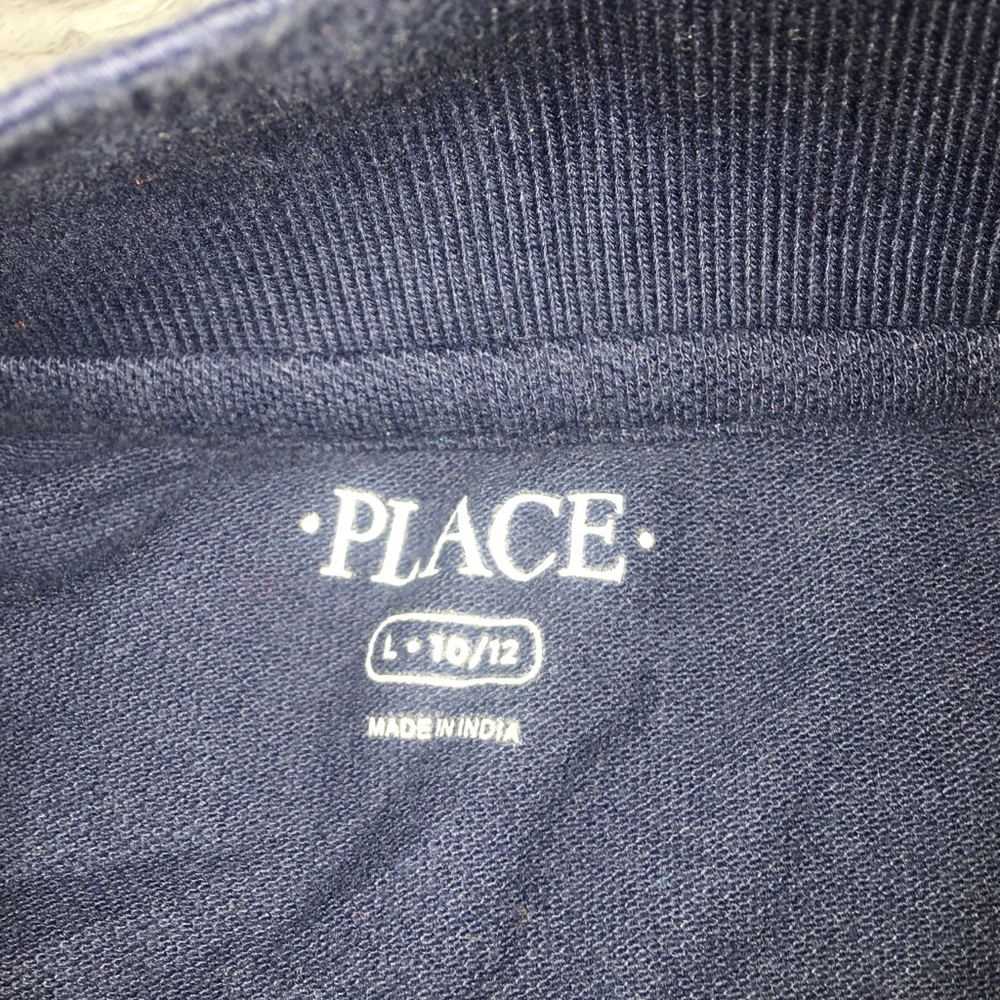 •PLACE•
L • 10/12
MADE IN INDIA